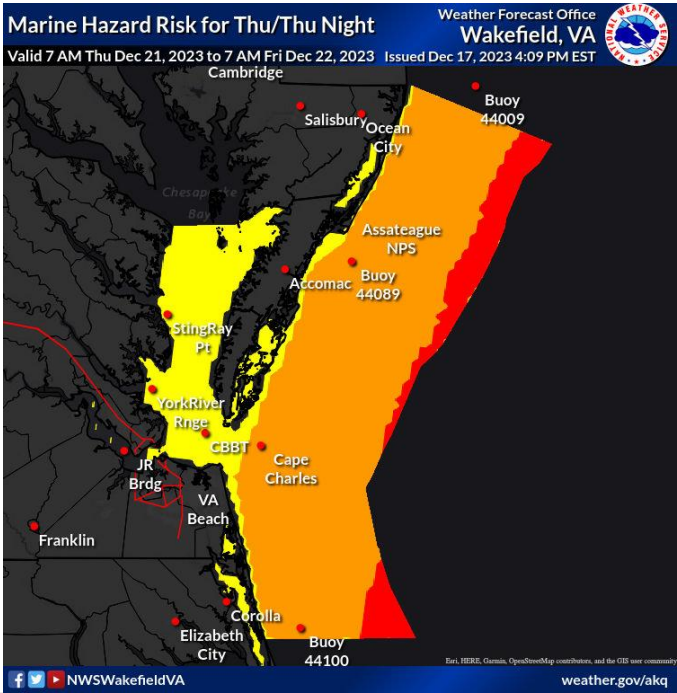 Marine Hazard Risk for Thu/Thu Night
Weather Forecast Office
Wakefield, VA
Valid 7 AM Thu Dec 21, 2023 to 7 AM Fri Dec 22, 2023
Issued Dec 17, 2023 4:09 PM EST
NATIONAL WEATHER SERVICE
Cambridge
Salisbury
Ocean
City
Buoy
44009
Chesapeake
Bay
Assateague
NPS
Accomac
Buoy
44089
StingRay
Pt
YorkRiver
Rnge
CBBT
Cape
Charles
JR
Brdg
VA
Beach
Franklin
Corolla
Elizabeth
City
Buoy
44100
Esri, HERE, Garmin, OpenStreetMap contributors, and the GIS user community
NWSWakefieldVA
weather.gov/akq